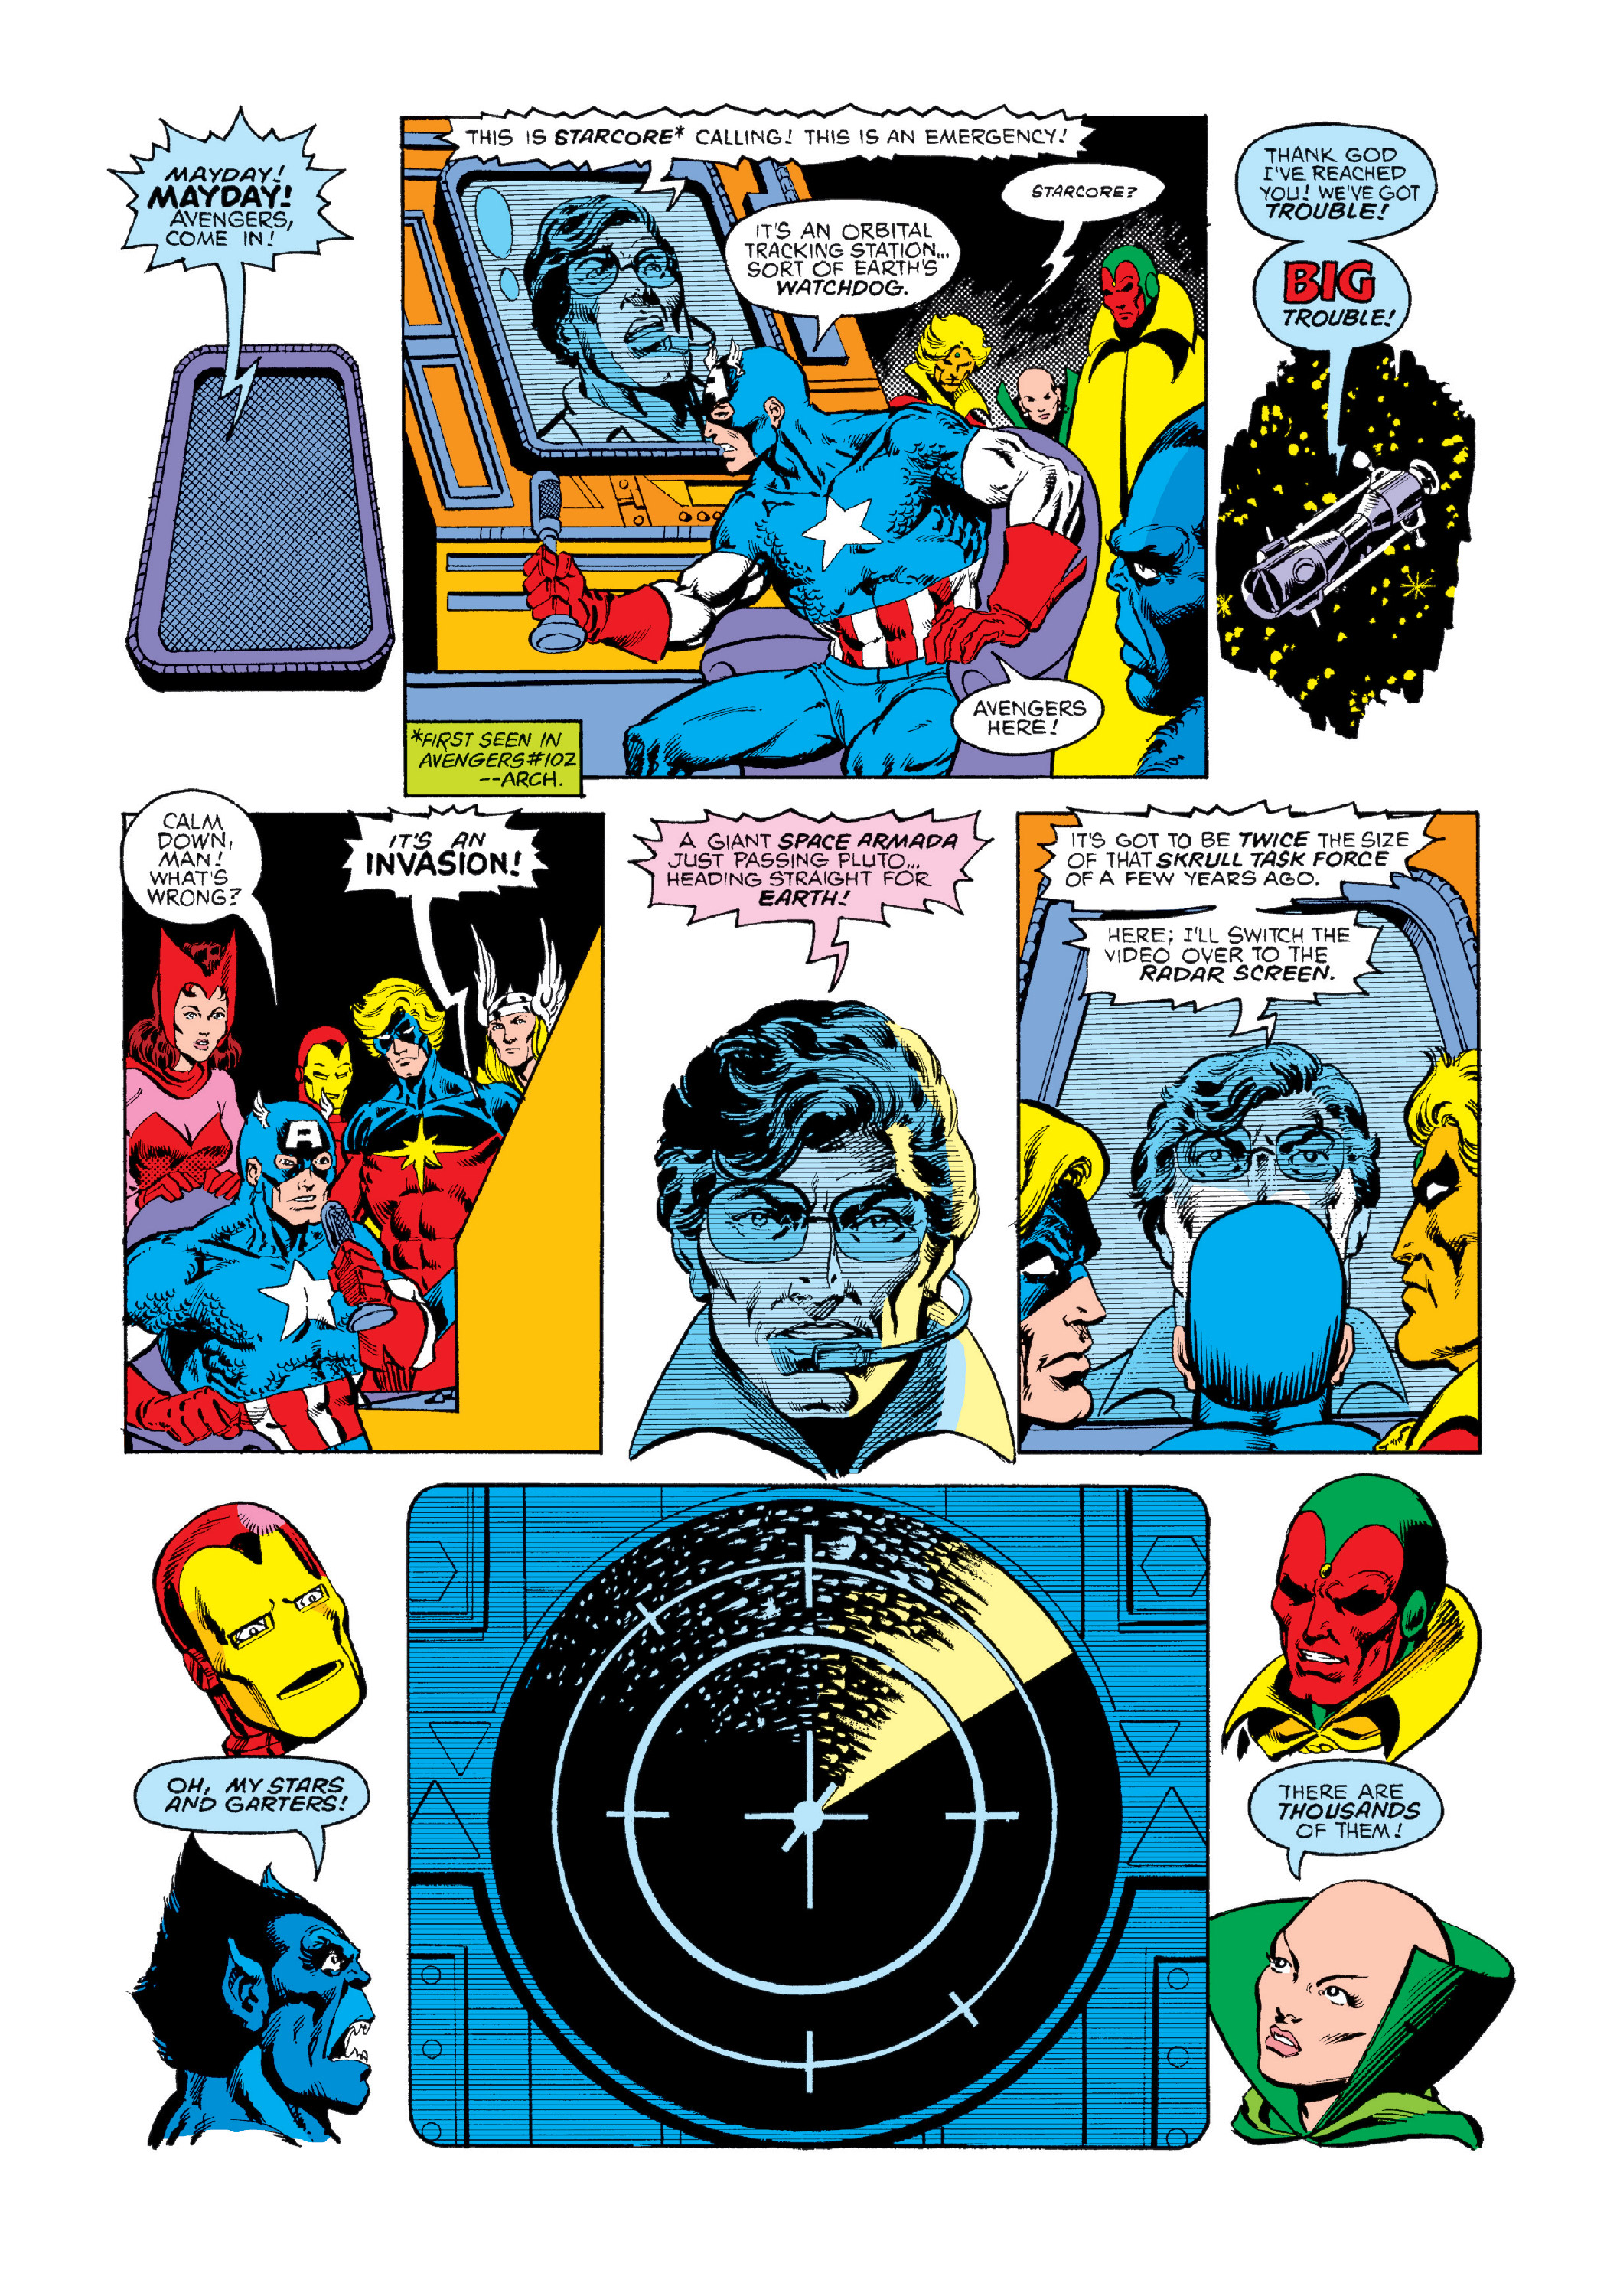 MAYDAY!
MAYDAY!
AVENGERS,
COME IN!
THIS IS STARCORE* CALLING! THIS IS AN EMERGENCY!
STARCORE?
IT'S AN ORBITAL
TRACKING STATION...
SORT OF EARTH'S
WATCHDOG.
AVENGERS
HERE!
*FIRST SEEN IN
AVENGERS #102
--ARCH.
THANK GOD
I'VE REACHED
YOU! WE'VE GOT
TROUBLE!
BIG
TROUBLE!
CALM
DOWN,
MAN!
WHAT'S
WRONG?
IT'S AN
INVASION!
A GIANT SPACE ARMADA
JUST PASSING PLUTO...
HEADING STRAIGHT FOR
EARTH!
IT'S GOT TO BE TWICE THE SIZE
OF THAT SKRULL TASK FORCE
OF A FEW YEARS AGO.
HERE; I'LL SWITCH THE
VIDEO OVER TO THE
RADAR SCREEN.
A
OH, MY STARS
AND GARTERS!
THERE ARE
THOUSANDS
OF THEM!